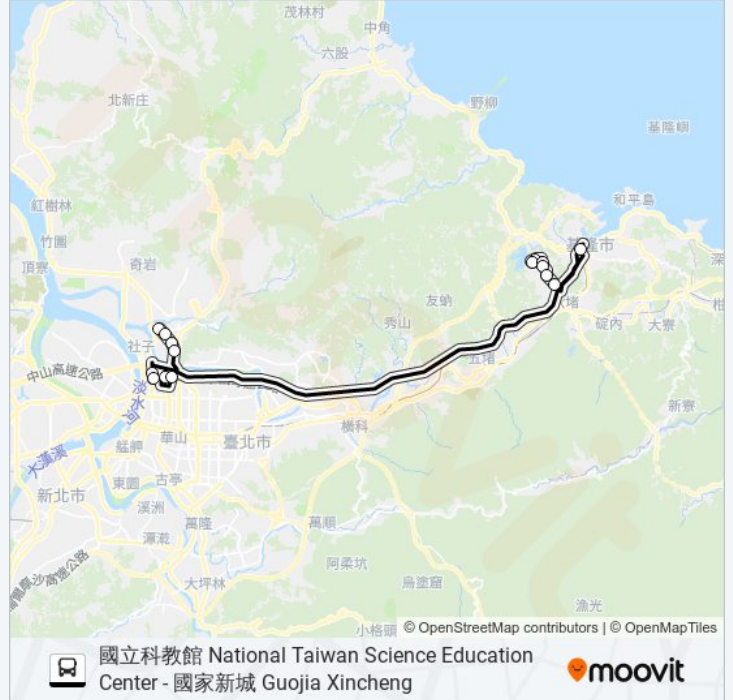 茂林村
中角
六股
北新庄
野柳
基隆嶼
和平島
紅樹林
竹圍
基隆市
頂寮
奇岩
深
友蚋
碇內
大寮
秀山
社子
五堵
中山高速公路
淡水河
新寮
橫科
華山
臺北市
艋舺
大漢溪
東園
古亭
新北市
溪洲
萬隆
萬順
潭墘
阿柔坑
大坪林
烏塗窟
漁光
小格頭
© OpenStreetMap contributors | © OpenMapTiles
國立科教館 National Taiwan Science Education
Center - 國家新城 Guojia Xincheng
moovit